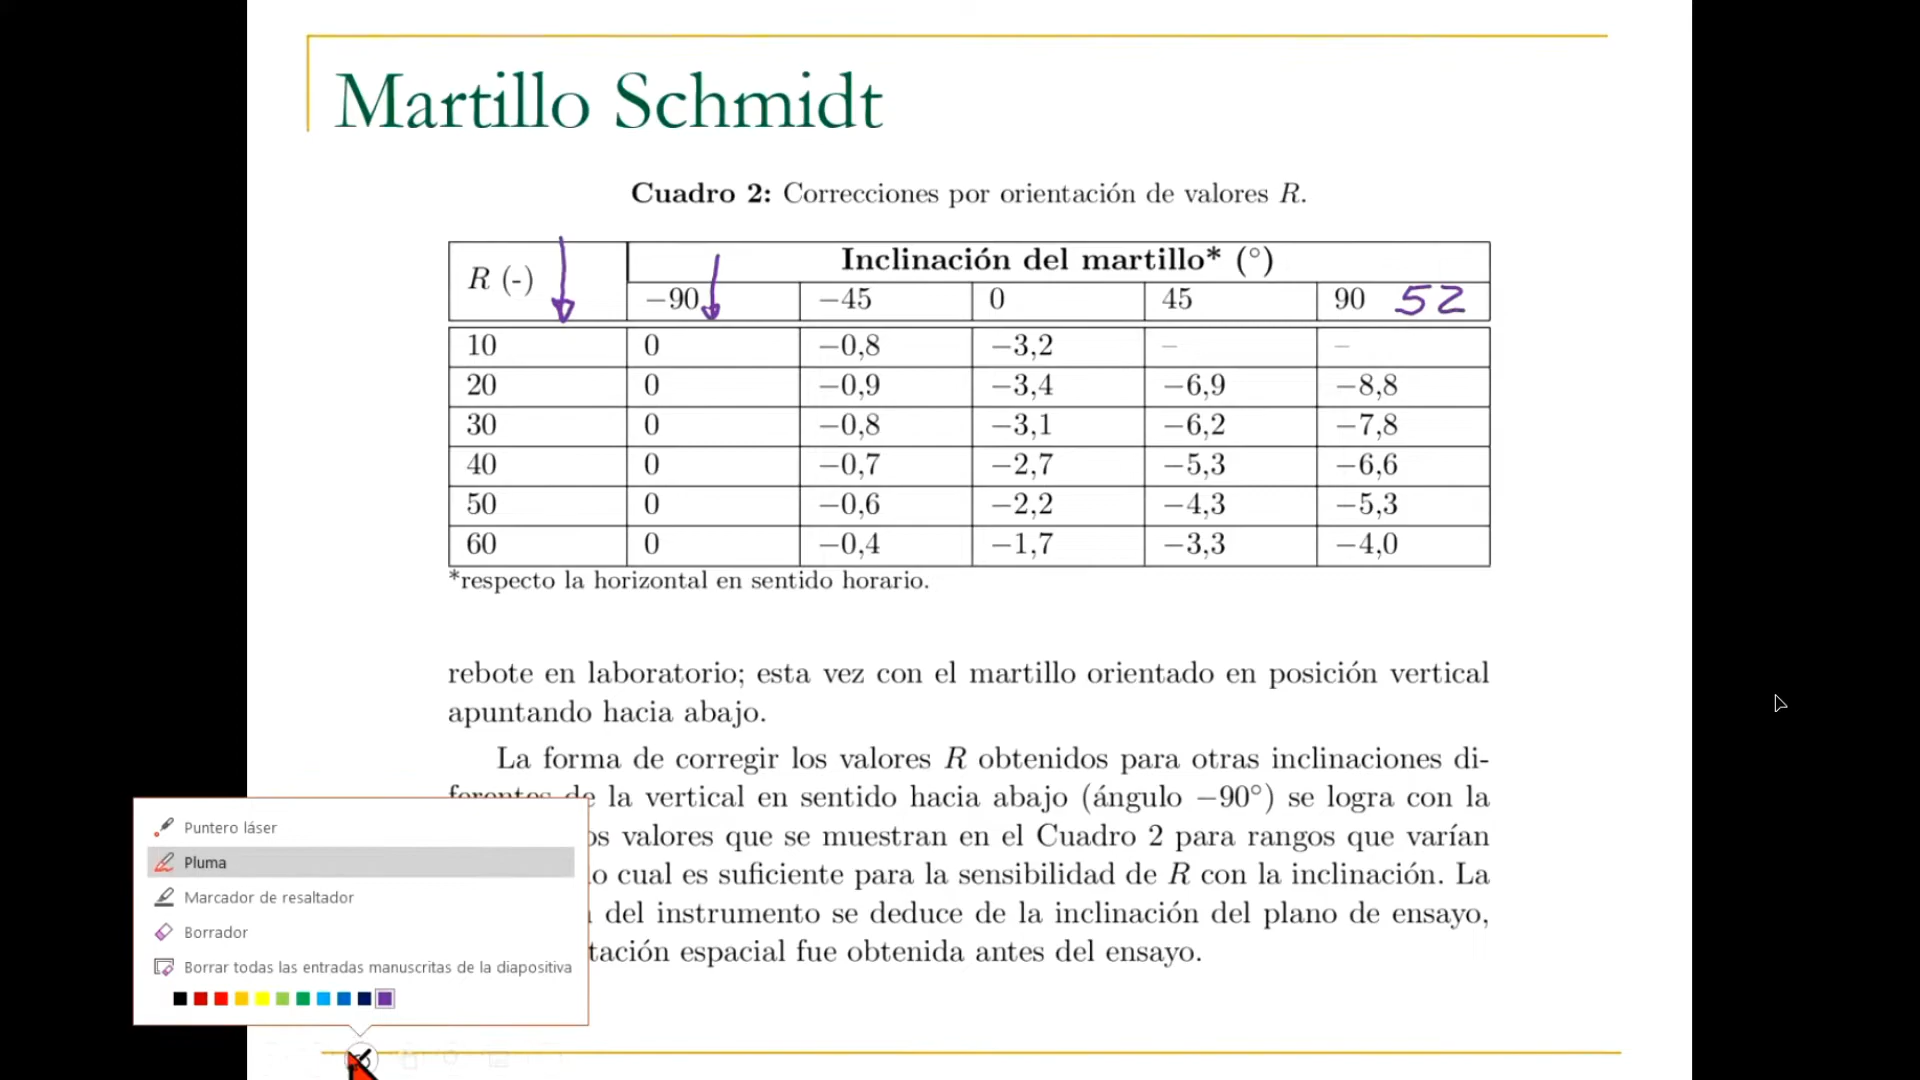 Martillo Schmidt
Cuadro 2: Correcciones por orientación de valores R.
R (-) Inclinación del martillo* (°)
−90 −45 0 45 90 52
10 0 −0,8 −3,2 – –
20 0 −0,9 −3,4 −6,9 −8,8
30 0 −0,8 −3,1 −6,2 −7,8
40 0 −0,7 −2,7 −5,3 −6,6
50 0 −0,6 −2,2 −4,3 −5,3
60 0 −0,4 −1,7 −3,3 −4,0
*respecto la horizontal en sentido horario.
rebote en laboratorio; esta vez con el martillo orientado en posición vertical
apuntando hacia abajo.
La forma de corregir los valores R obtenidos para otras inclinaciones di-
ferentes de la vertical en sentido hacia abajo (ángulo −90°) se logra con la
os valores que se muestran en el Cuadro 2 para rangos que varían
lo cual es suficiente para la sensibilidad de R con la inclinación. La
del instrumento se deduce de la inclinación del plano de ensayo,
tación espacial fue obtenida antes del ensayo.
Puntero láser
Pluma
Marcador de resaltador
Borrador
Borrar todas las entradas manuscritas de la diapositiva